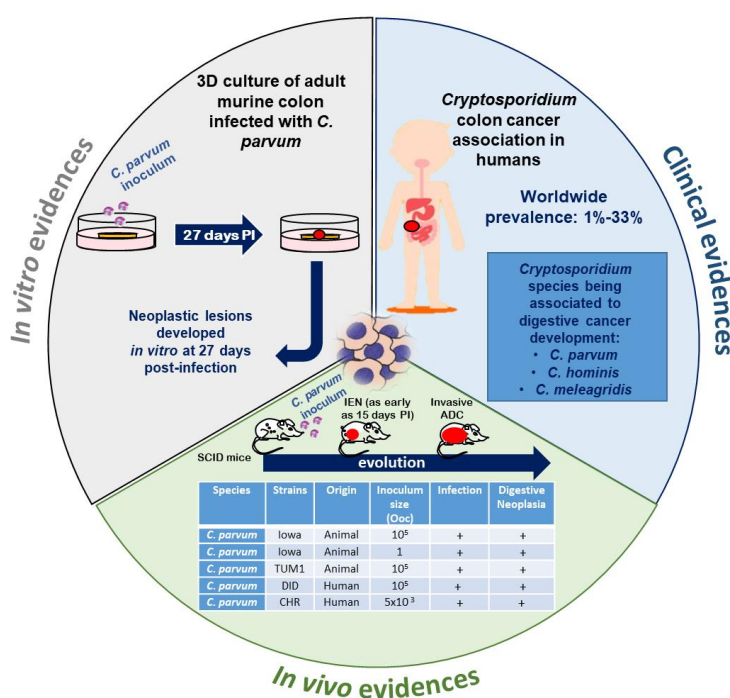 In vitro evidences
3D culture of adult
murine colon
infected with C.
parvum
C. parvum
inoculum
27 days PI
Neoplastic lesions
developed
in vitro at 27 days
post-infection
Clinical evidences
Cryptosporidium
colon cancer
association in
humans
Worldwide
prevalence: 1%-33%
Cryptosporidium
species being
associated to
digestive cancer
development:
• C. parvum
• C. hominis
• C. meleagridis
C. parvum
inoculum
SCID mice
IEN (as early
as 15 days PI)
Invasive
ADC
evolution
Species Strains Origin Inoculum size (Ooc) Infection Digestive Neoplasia
C. parvum Iowa Animal 10⁵ + +
C. parvum Iowa Animal 1 + +
C. parvum TUM1 Animal 10⁵ + +
C. parvum DID Human 10⁵ + +
C. parvum CHR Human 5x10 ³ + +
In vivo evidences